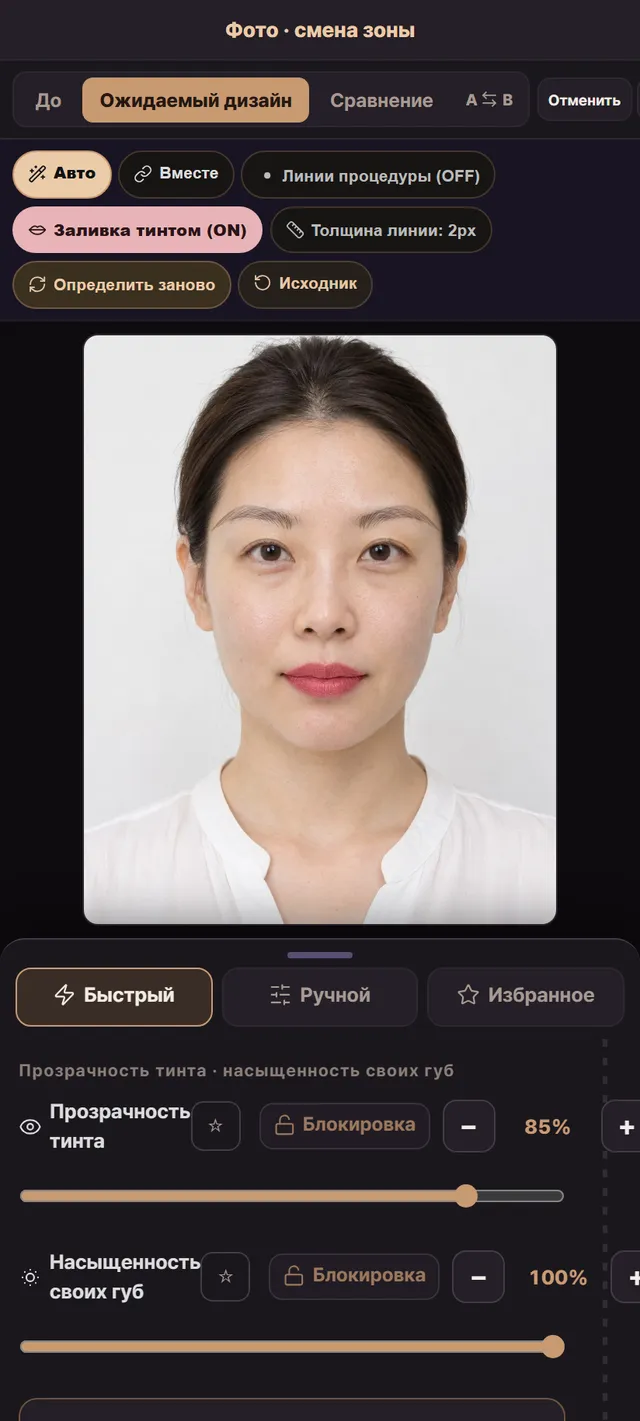 Фото · смена зоны
До Ожидаемый дизайн Сравнение A ⇆ B Отменить
Авто Вместе • Линии процедуры (OFF)
Заливка тинтом (ON) Толщина линии: 2px
Определить заново Исходник
Быстрый Ручной Избранное
Прозрачность тинта · насыщенность своих губ
Прозрачность
тинта ☆ Блокировка − 85% +
Насыщенность
своих губ ☆ Блокировка − 100% +